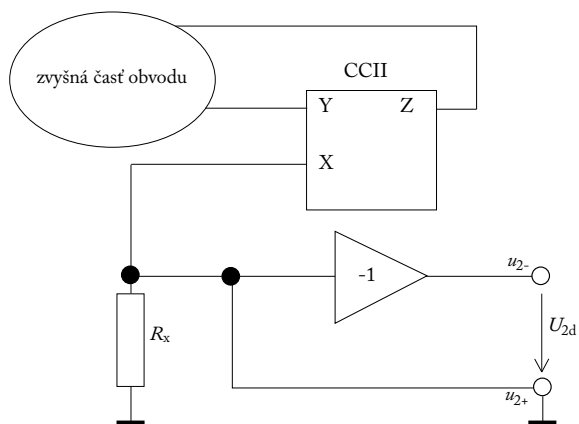 CCII
zvyšná časť obvodu
Y
Z
X
-1
u2-
Rx
U2d
u2+